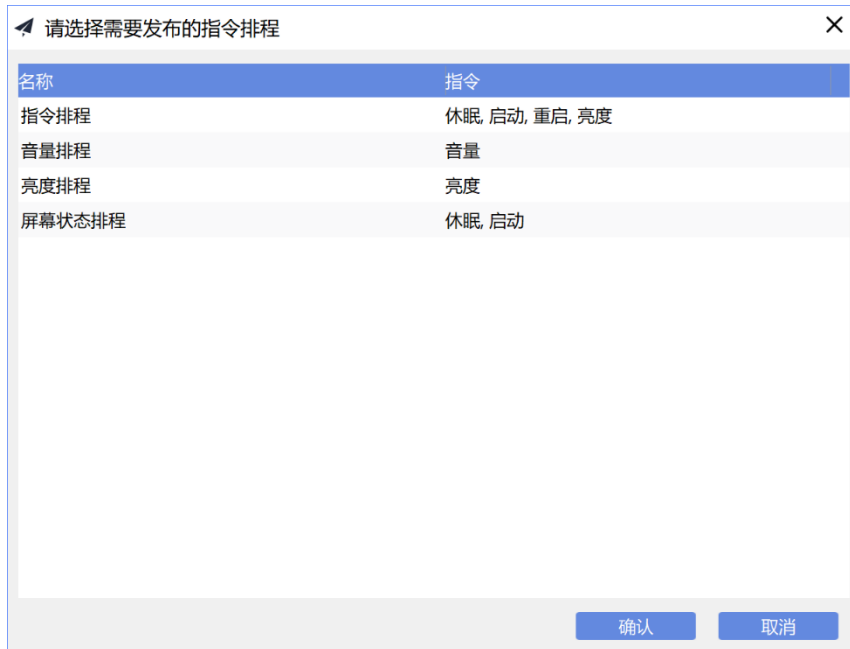 请选择需要发布的指令排程
名称 指令
指令排程 休眠, 启动, 重启, 亮度
音量排程 音量
亮度排程 亮度
屏幕状态排程 休眠, 启动
确认 取消